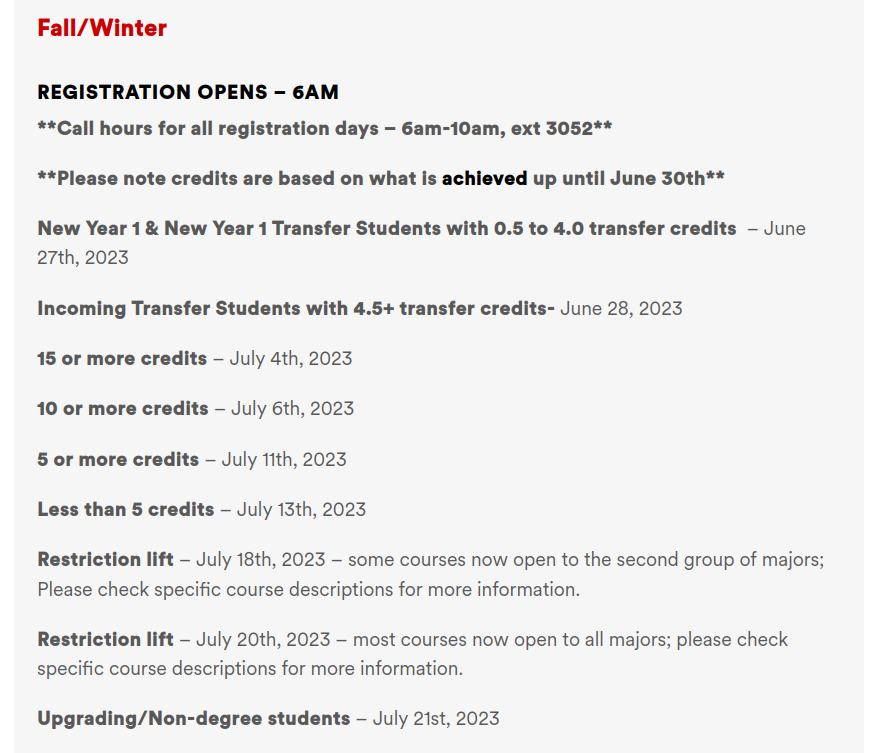 Fall/Winter
REGISTRATION OPENS – 6AM
**Call hours for all registration days – 6am-10am, ext 3052**
**Please note credits are based on what is achieved up until June 30th**
New Year 1 & New Year 1 Transfer Students with 0.5 to 4.0 transfer credits – June
27th, 2023
Incoming Transfer Students with 4.5+ transfer credits- June 28, 2023
15 or more credits – July 4th, 2023
10 or more credits – July 6th, 2023
5 or more credits – July 11th, 2023
Less than 5 credits – July 13th, 2023
Restriction lift – July 18th, 2023 – some courses now open to the second group of majors;
Please check specific course descriptions for more information.
Restriction lift – July 20th, 2023 – most courses now open to all majors; please check
specific course descriptions for more information.
Upgrading/Non-degree students – July 21st, 2023